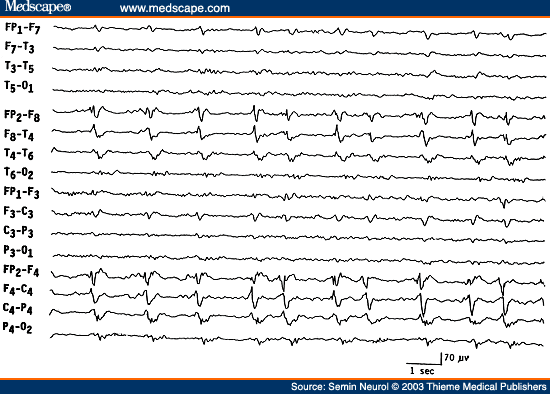 Medscape® www.medscape.com
FP1-F7
F7-T3
T3-T5
T5-O1
FP2-F8
F8-T4
T4-T6
T6-O2
FP1-F3
F3-C3
C3-P3
P3-O1
FP2-F4
F4-C4
C4-P4
P4-O2
70 μv
1 sec
Source: Semin Neurol © 2003 Thieme Medical Publishers